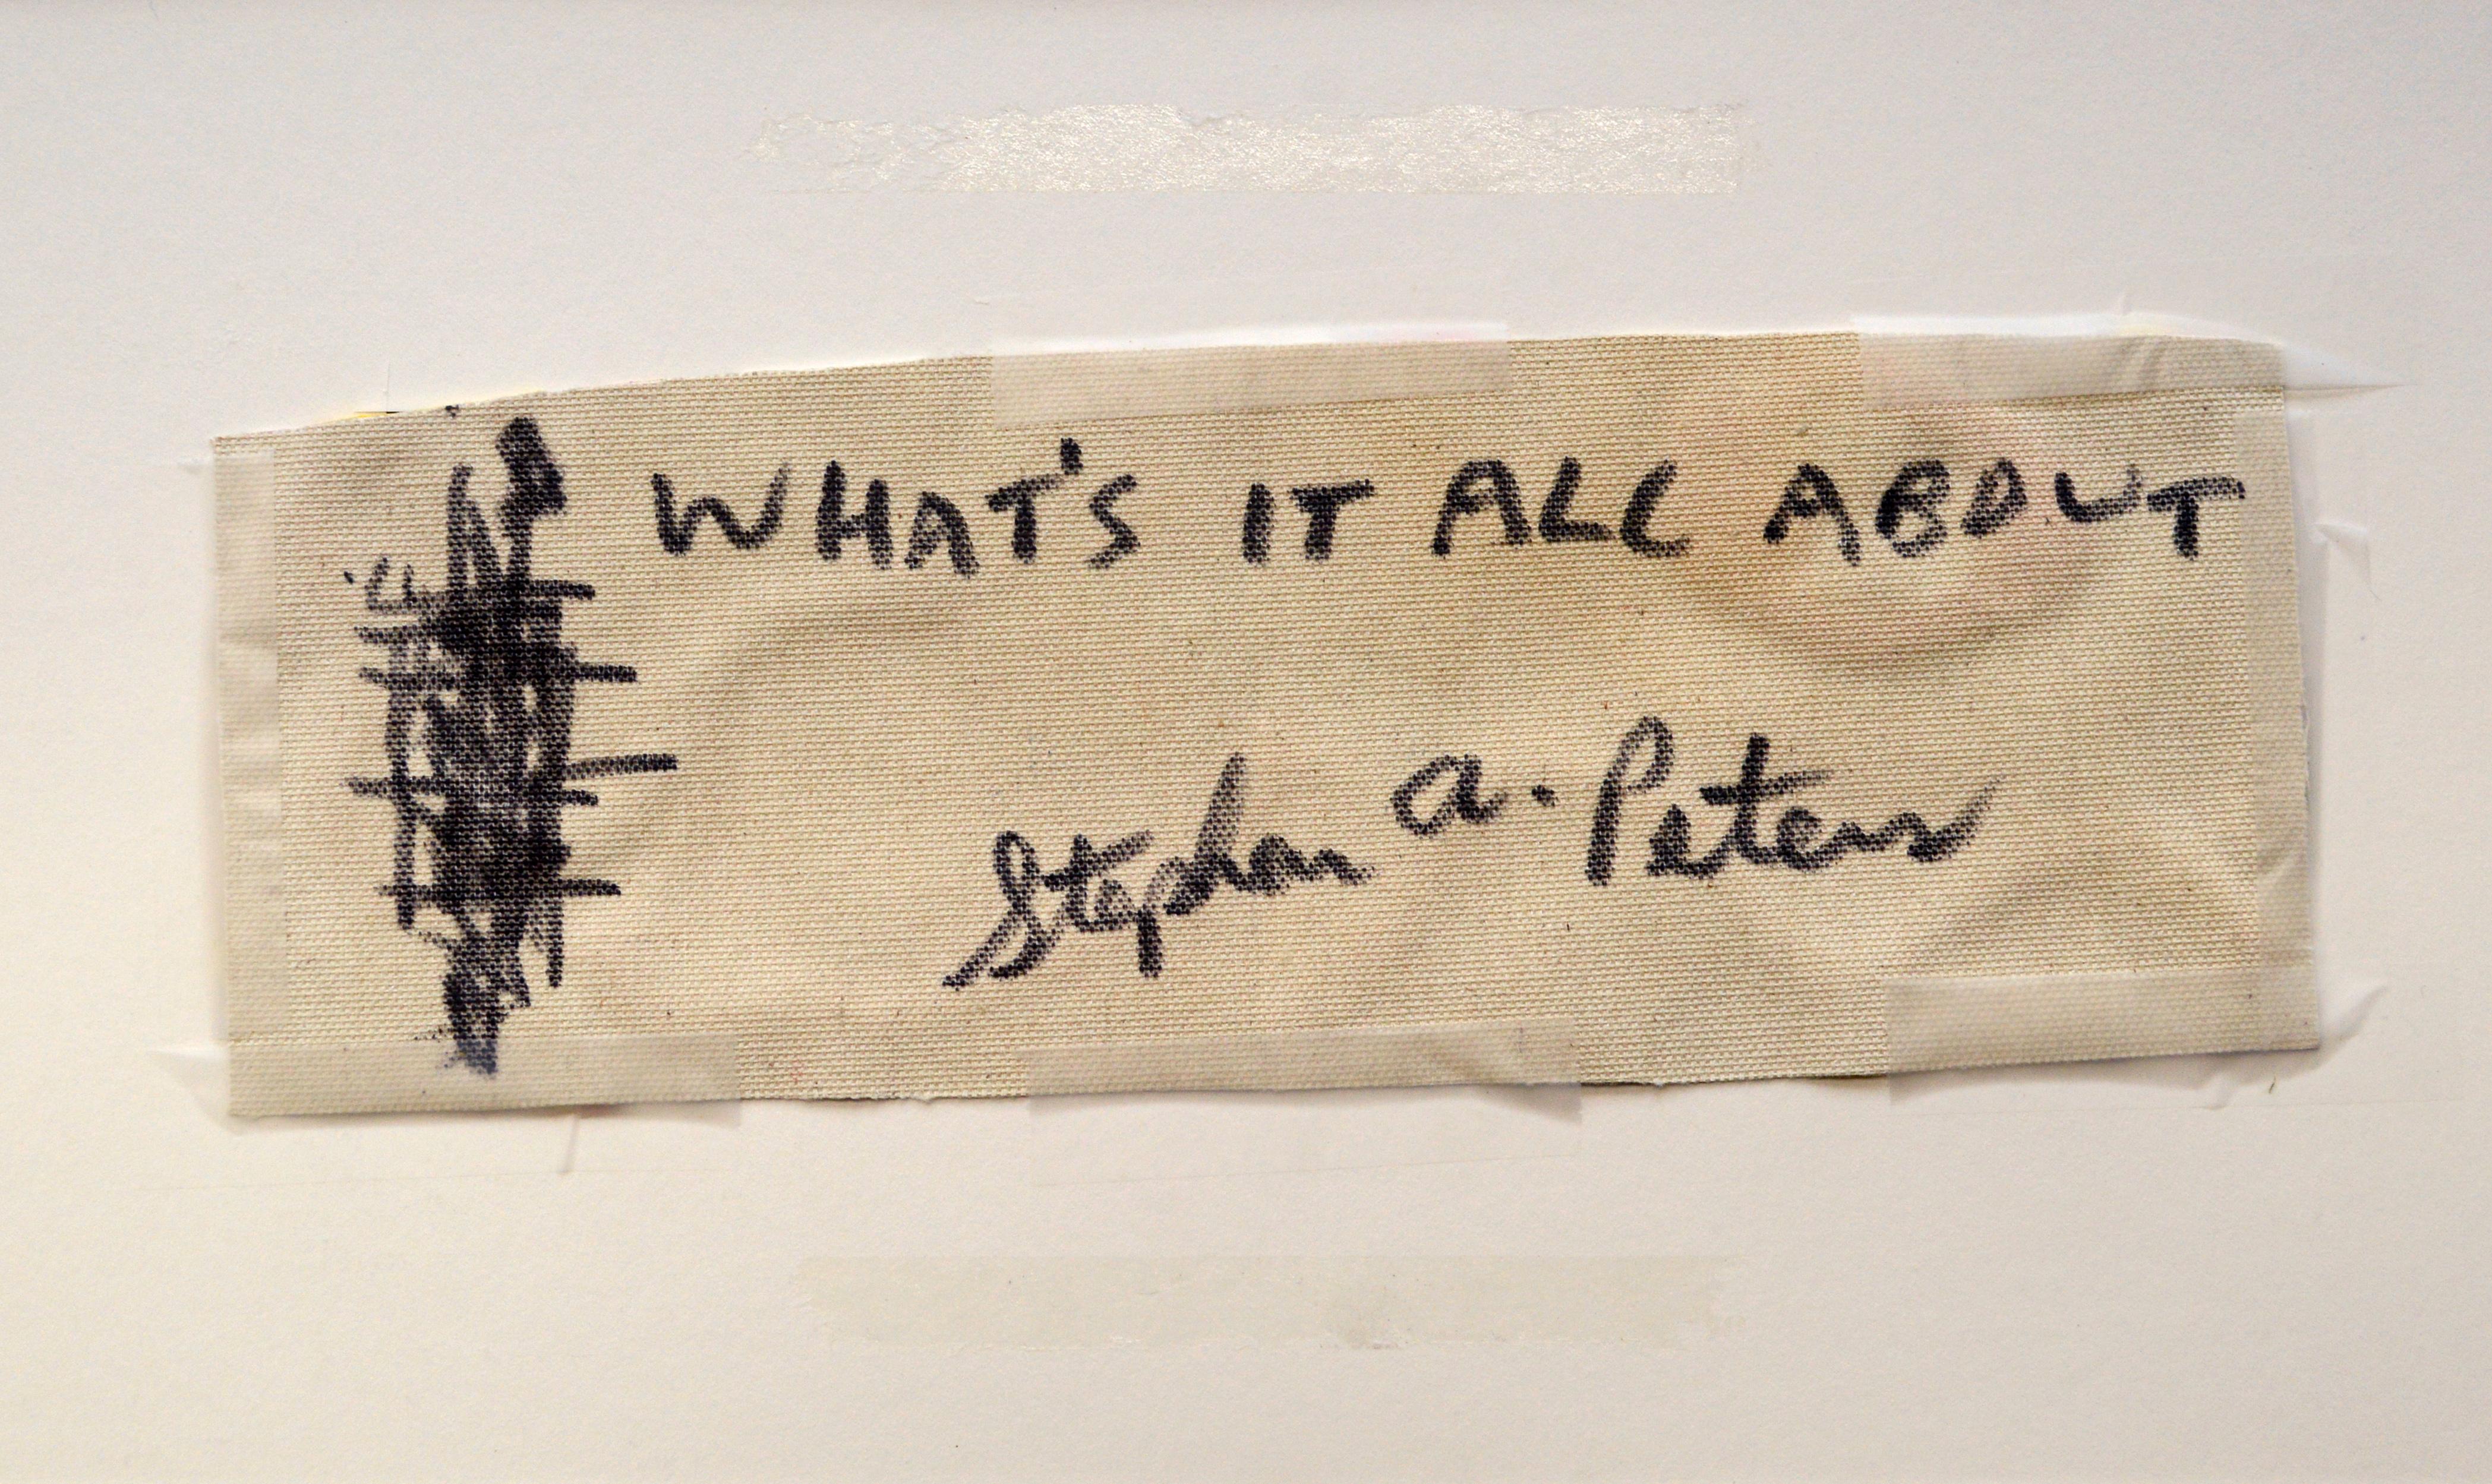 WHAT'S IT ALL ABOUT
Stephen a. Peters